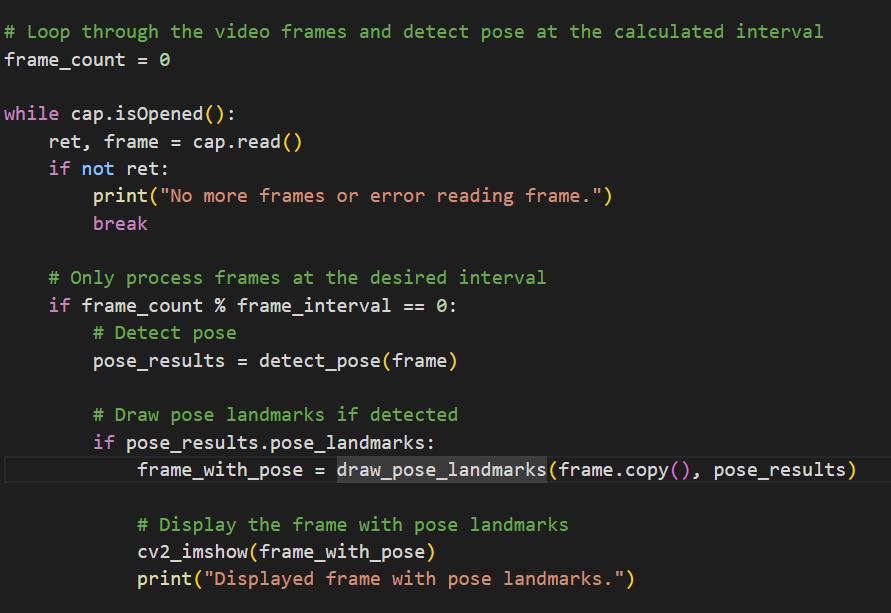 # Loop through the video frames and detect pose at the calculated interval
frame_count = 0

while cap.isOpened():
    ret, frame = cap.read()
    if not ret:
        print("No more frames or error reading frame.")
        break

    # Only process frames at the desired interval
    if frame_count % frame_interval == 0:
        # Detect pose
        pose_results = detect_pose(frame)

        # Draw pose landmarks if detected
        if pose_results.pose_landmarks:
            frame_with_pose = draw_pose_landmarks(frame.copy(), pose_results)

            # Display the frame with pose landmarks
            cv2_imshow(frame_with_pose)
            print("Displayed frame with pose landmarks.")